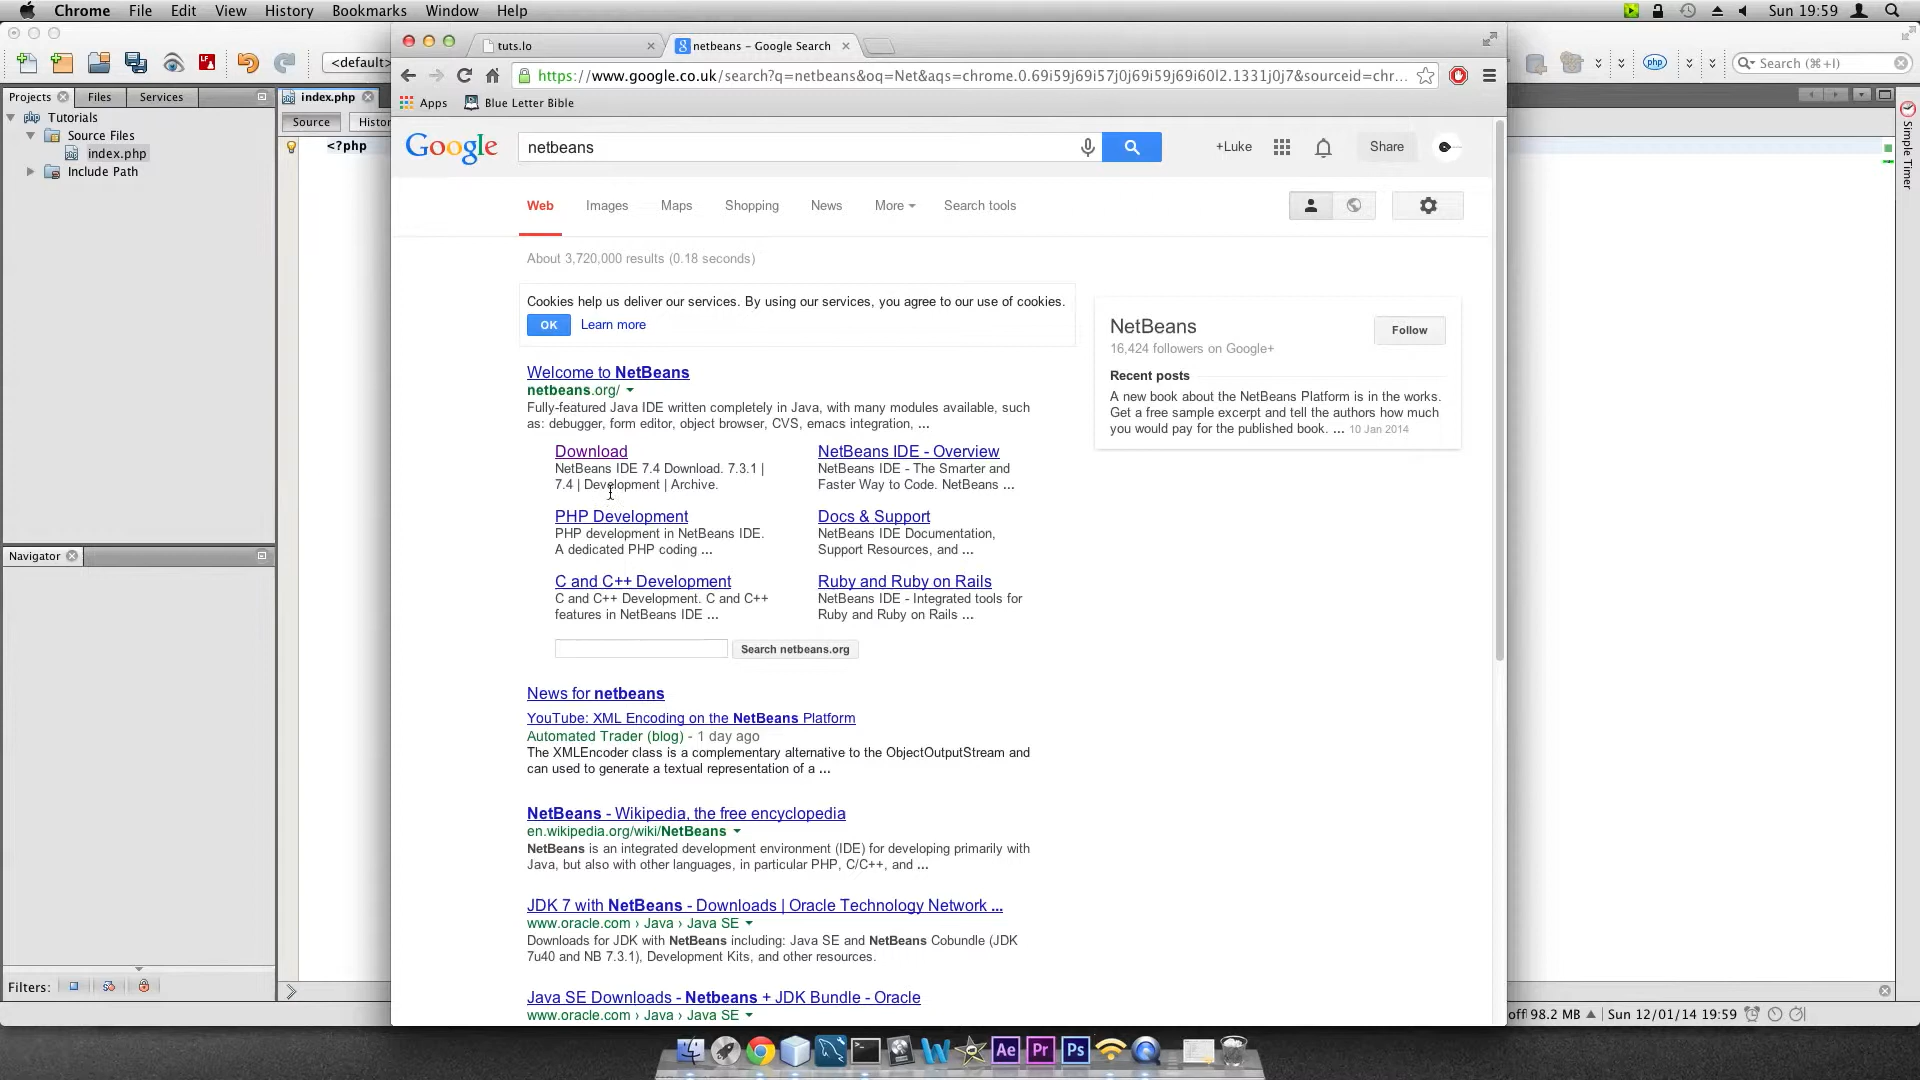 Chrome File Edit View History Bookmarks Window Help Sun 19:59
tuts.lo
netbeans - Google Search
<default>
php
Search (⌘+I)
https://www.google.co.uk/search?q=netbeans&oq=Net&aqs=chrome.0.69i59j69i57j0j69i59j69i60l2.1331j0j7&sourceid=chr...
Apps Blue Letter Bible
Projects Files Services
index.php
Source Histor
Tutorials
Source Files
index.php
Include Path
<?php
Simple Timer
Google
netbeans
+Luke Share
Web Images Maps Shopping News More Search tools
About 3,720,000 results (0.18 seconds)
Cookies help us deliver our services. By using our services, you agree to our use of cookies.
OK Learn more
NetBeans
Follow
16,424 followers on Google+
Recent posts
A new book about the NetBeans Platform is in the works.
Get a free sample excerpt and tell the authors how much
you would pay for the published book. ... 10 Jan 2014
Welcome to NetBeans
netbeans.org/
Fully-featured Java IDE written completely in Java, with many modules available, such
as: debugger, form editor, object browser, CVS, emacs integration, ...
Download
NetBeans IDE 7.4 Download. 7.3.1 |
7.4 | Development | Archive.
NetBeans IDE - Overview
NetBeans IDE - The Smarter and
Faster Way to Code. NetBeans ...
PHP Development
PHP development in NetBeans IDE.
A dedicated PHP coding ...
Docs & Support
NetBeans IDE Documentation,
Support Resources, and ...
C and C++ Development
C and C++ Development. C and C++
features in NetBeans IDE ...
Ruby and Ruby on Rails
NetBeans IDE - Integrated tools for
Ruby and Ruby on Rails ...
Search netbeans.org
News for netbeans
YouTube: XML Encoding on the NetBeans Platform
Automated Trader (blog) - 1 day ago
The XMLEncoder class is a complementary alternative to the ObjectOutputStream and
can used to generate a textual representation of a ...
NetBeans - Wikipedia, the free encyclopedia
en.wikipedia.org/wiki/NetBeans
NetBeans is an integrated development environment (IDE) for developing primarily with
Java, but also with other languages, in particular PHP, C/C++, and ...
JDK 7 with NetBeans - Downloads | Oracle Technology Network ...
www.oracle.com › Java › Java SE
Downloads for JDK with NetBeans including: Java SE and NetBeans Cobundle (JDK
7u40 and NB 7.3.1), Development Kits, and other resources.
Java SE Downloads - Netbeans + JDK Bundle - Oracle
www.oracle.com › Java › Java SE
Navigator
Filters:
off 98.2 MB Sun 12/01/14 19:59
Ae Pr Ps